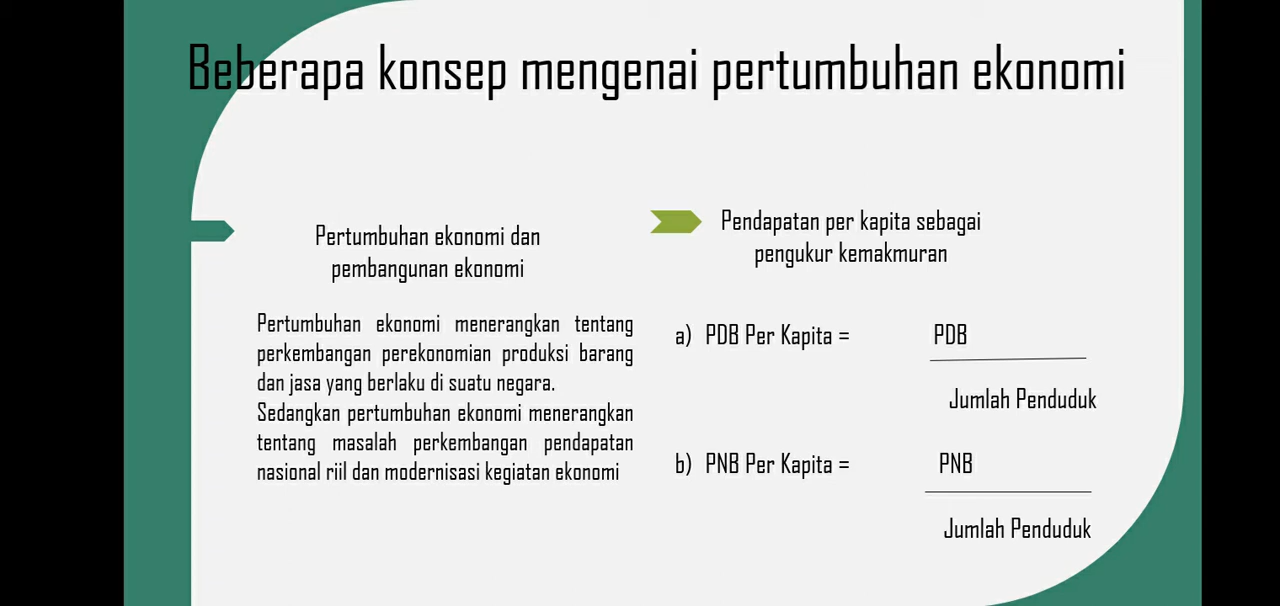 Beberapa konsep mengenai pertumbuhan ekonomi
Pertumbuhan ekonomi dan
pembangunan ekonomi
Pertumbuhan ekonomi menerangkan tentang
perkembangan perekonomian produksi barang
dan jasa yang berlaku di suatu negara.
Sedangkan pertumbuhan ekonomi menerangkan
tentang masalah perkembangan pendapatan
nasional riil dan modernisasi kegiatan ekonomi
Pendapatan per kapita sebagai
pengukur kemakmuran
a) PDB Per Kapita = PDB
Jumlah Penduduk
b) PNB Per Kapita = PNB
Jumlah Penduduk